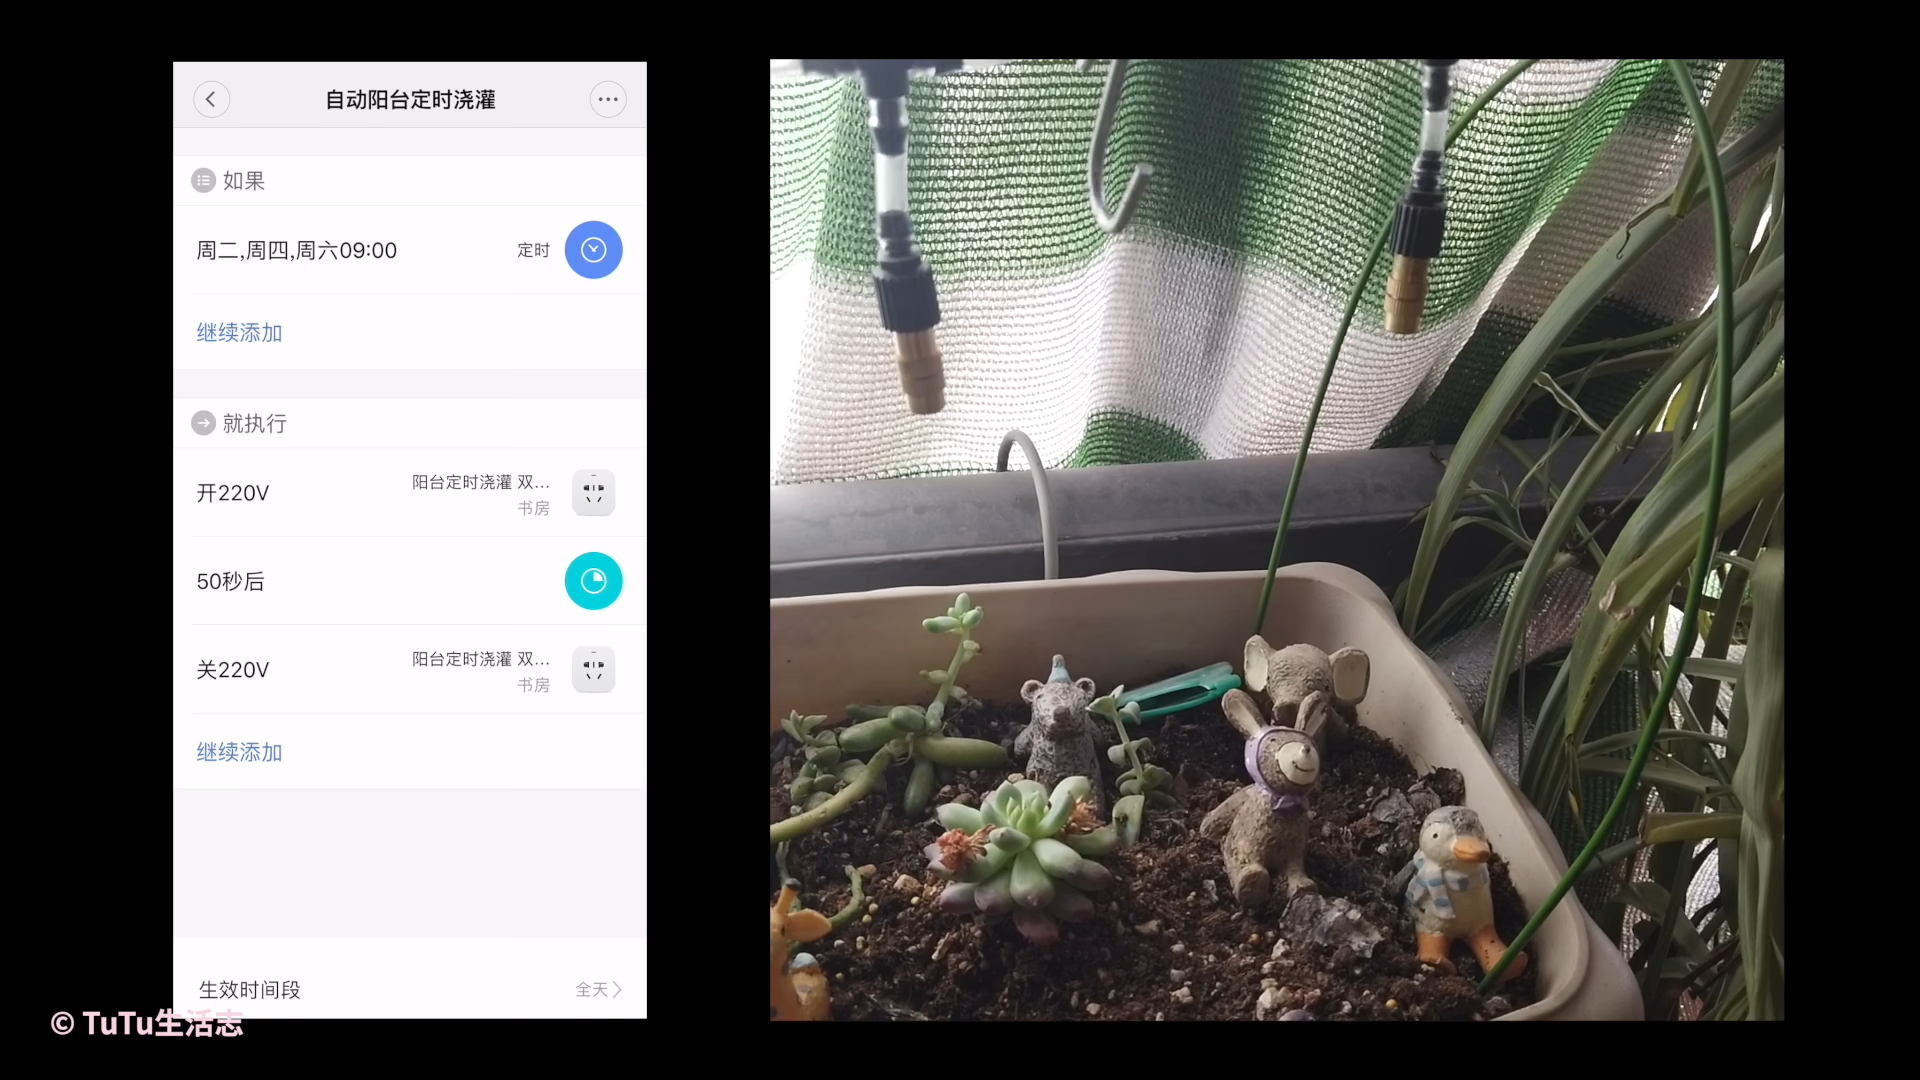 自动阳台定时浇灌
如果
周二,周四,周六09:00 定时
继续添加
就执行
开220V 阳台定时浇灌 双...
书房
50秒后
关220V 阳台定时浇灌 双...
书房
继续添加
生效时间段 全天
© TuTu生活志